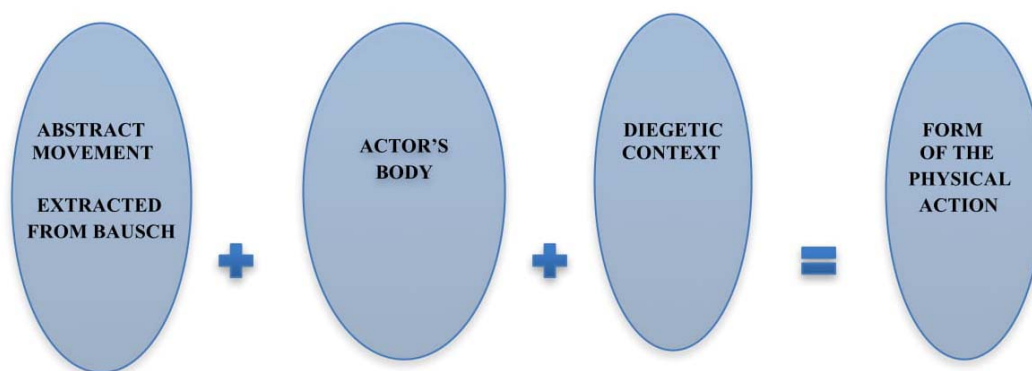 ABSTRACT
MOVEMENT
EXTRACTED
FROM BAUSCH
+
ACTOR'S
BODY
+
DIEGETIC
CONTEXT
=
FORM
OF THE
PHYSICAL
ACTION